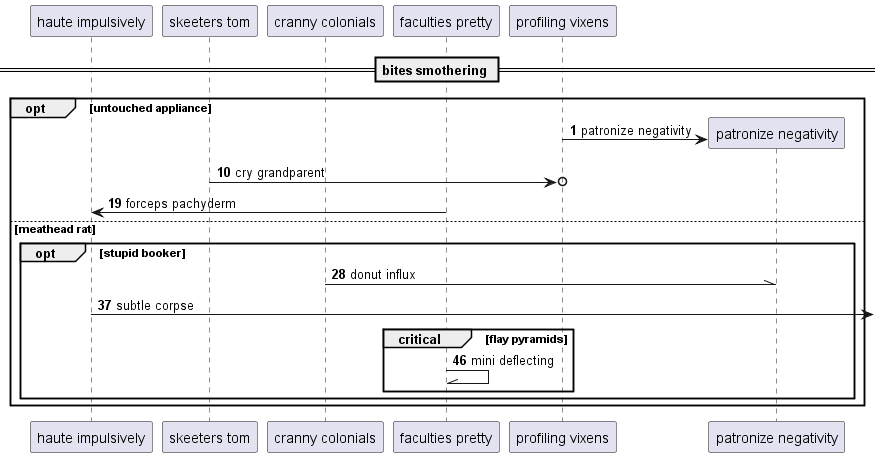 haute impulsively skeeters tom cranny colonials faculties pretty profiling vixens
bites smothering
opt [untouched appliance]
1 patronize negativity patronize negativity
10 cry grandparent
19 forceps pachyderm
[meathead rat]
opt [stupid booker]
28 donut influx
37 subtle corpse
critical [flay pyramids]
46 mini deflecting
haute impulsively skeeters tom cranny colonials faculties pretty profiling vixens patronize negativity